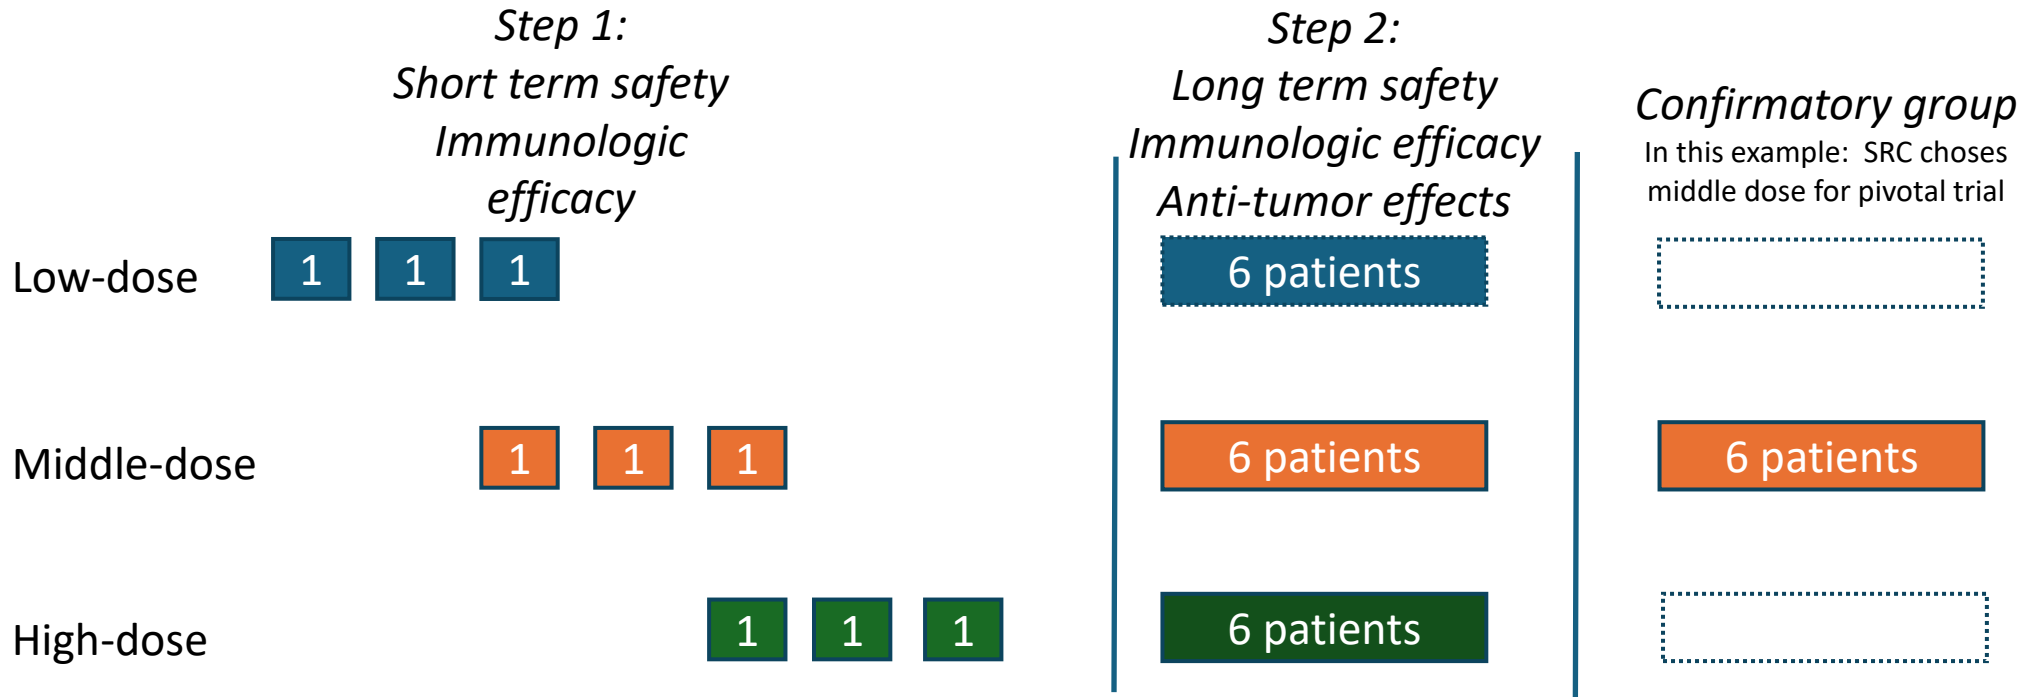 Step 1:
Short term safety
Immunologic
efficacy
Step 2:
Long term safety
Immunologic efficacy
Anti-tumor effects
Confirmatory group
In this example: SRC choses
middle dose for pivotal trial
Low-dose
1 1 1
6 patients
Middle-dose
1 1 1
6 patients
6 patients
High-dose
1 1 1
6 patients